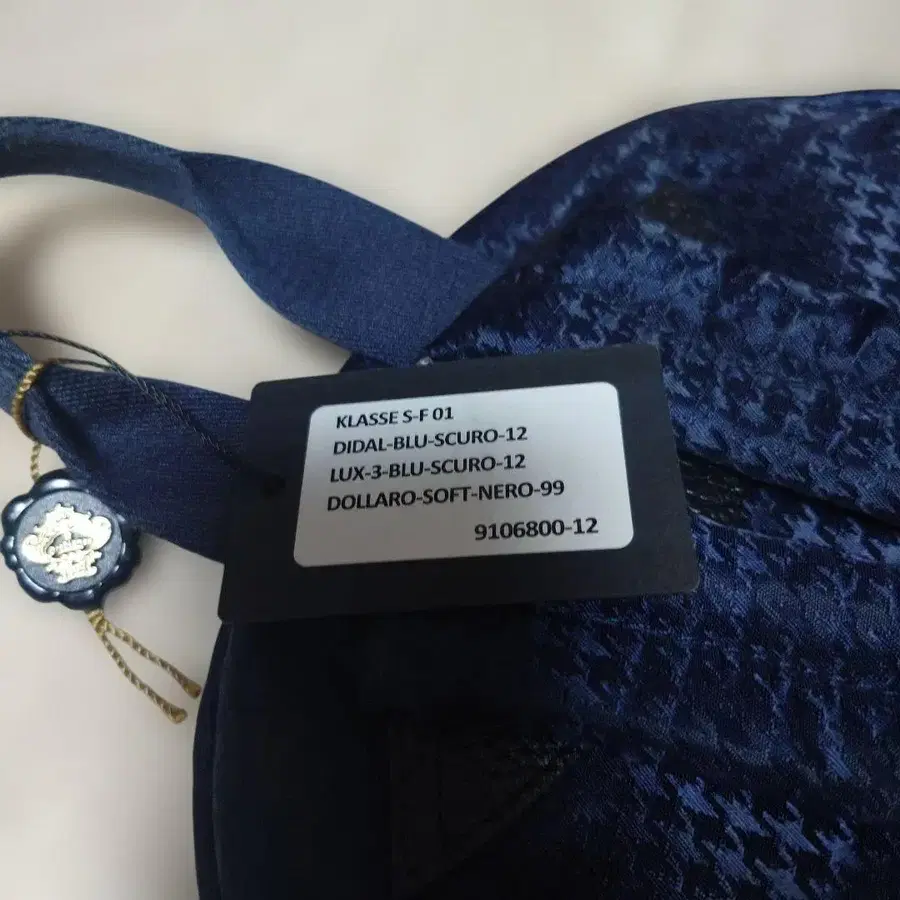 KLASSE S-F 01
DIDAL-BLU-SCURO-12
LUX-3-BLU-SCURO-12
DOLLARO-SOFT-NERO-99
9106800-12